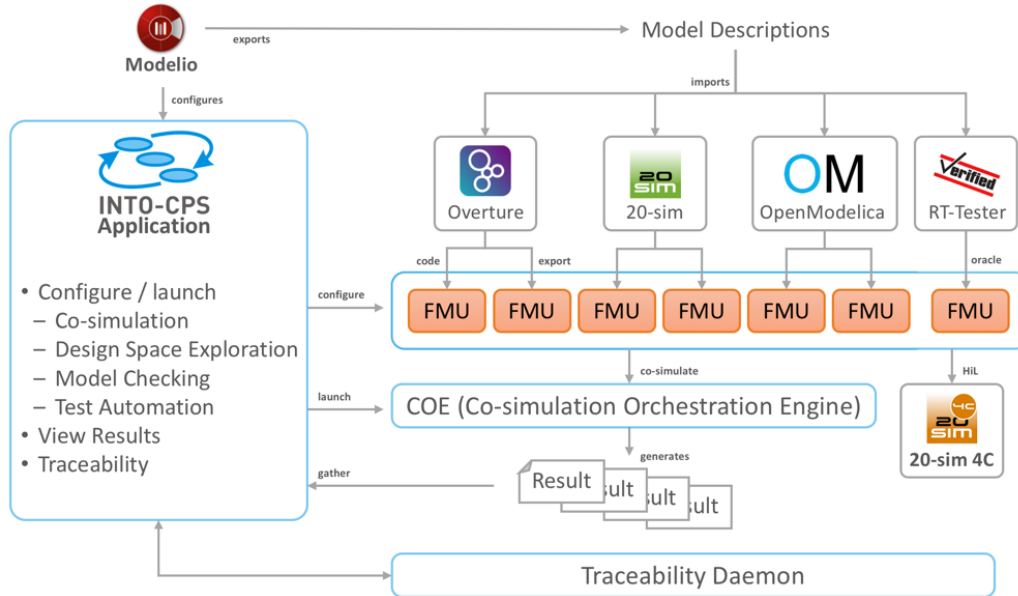 Modelio
exports
Model Descriptions
configures
imports
INTO-CPS
Application
• Configure / launch
– Co-simulation
– Design Space Exploration
– Model Checking
– Test Automation
• View Results
• Traceability
Overture
20
sim
20-sim
OM
OpenModelica
Verified
RT-Tester
code
export
oracle
configure
FMU
FMU
FMU
FMU
FMU
FMU
FMU
co-simulate
HiL
launch
COE (Co-simulation Orchestration Engine)
4C
20
sim
20-sim 4C
generates
gather
Result
sult
sult
sult
Traceability Daemon